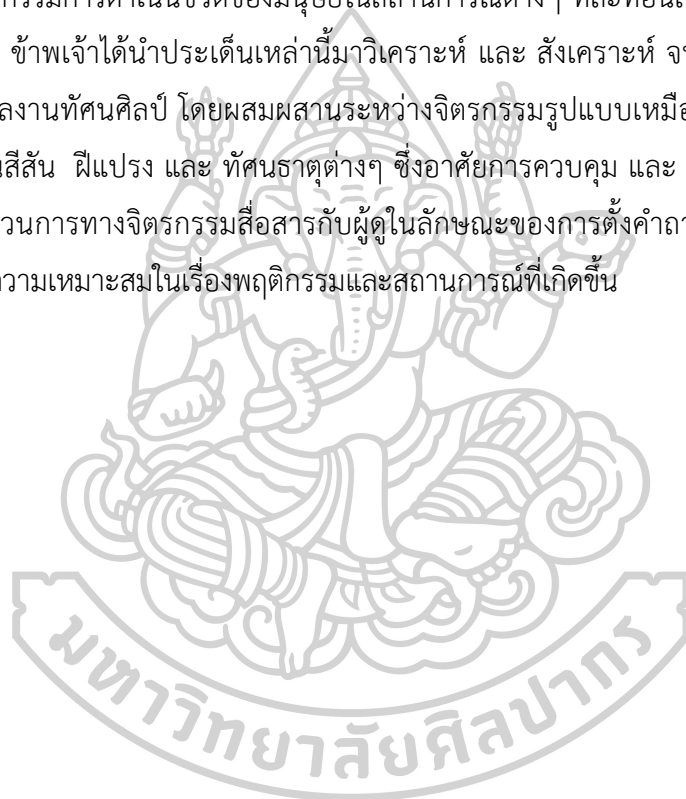 ข้าพเจ้าได้นำประเด็นเหล่านี้มาวิเคราะห์ และ สังเคราะห์
งานทัศนศิลป์ โดยผสมผสานระหว่างจิตรกรรมรูปแบบเหมือ
สีสัน ฝีแปรง และ ทัศนธาตุต่างๆ ซึ่งอาศัยการควบคุม และ
วนการทางจิตรกรรมสื่อสารกับผู้ดูในลักษณะของการตั้งคำถา
วามเหมาะสมในเรื่องพฤติกรรมและสถานการณ์ที่เกิดขึ้น
มหาวิทยาลัยศิลปากร